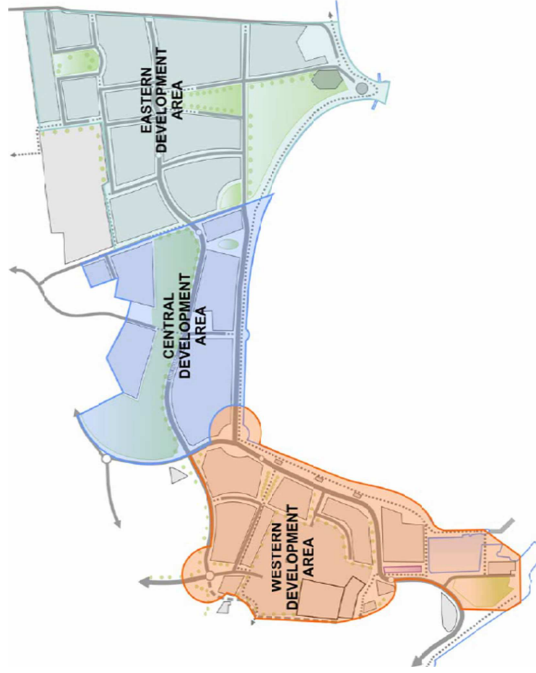 EASTERN
DEVELOPMENT
AREA
CENTRAL
DEVELOPMENT
AREA
WESTERN
DEVELOPMENT
AREA